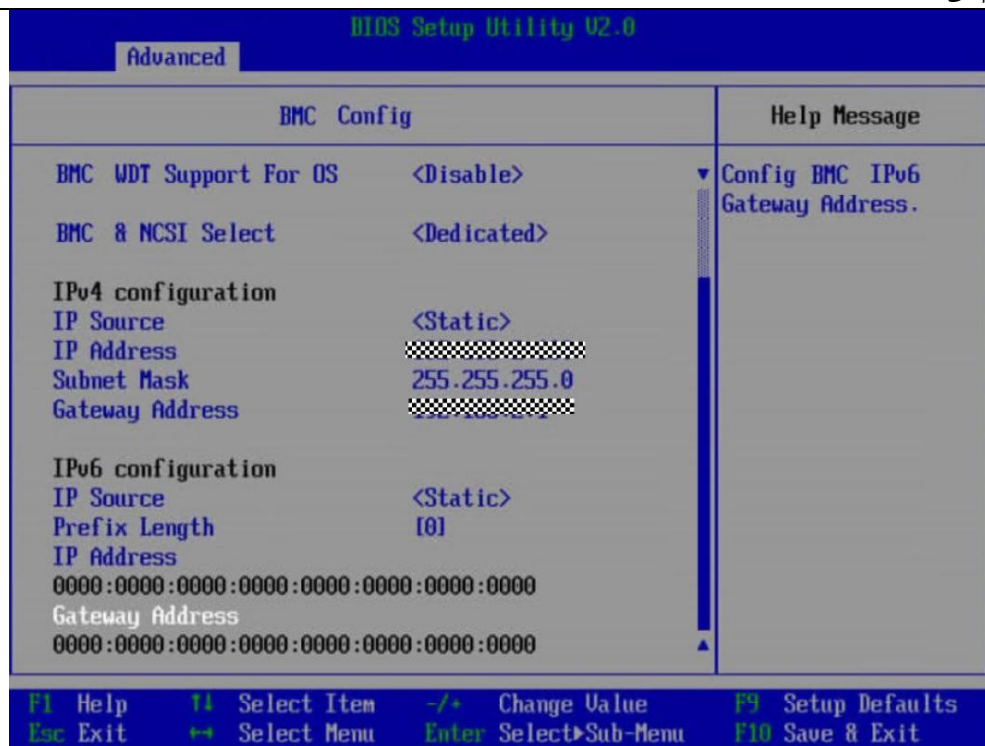 BIOS Setup Utility V2.0
Advanced
BMC Config
Help Message
BMC WDT Support For OS <Disable>
Config BMC IPv6
Gateway Address.
BMC & NCSI Select <Dedicated>
IPv4 configuration
IP Source <Static>
IP Address
Subnet Mask 255.255.255.0
Gateway Address
IPv6 configuration
IP Source <Static>
Prefix Length [0]
IP Address
0000:0000:0000:0000:0000:0000:0000:0000
Gateway Address
0000:0000:0000:0000:0000:0000:0000:0000
F1 Help ↑↓ Select Item -/+ Change Value F9 Setup Defaults
Esc Exit ↔ Select Menu Enter Select▶Sub-Menu F10 Save & Exit